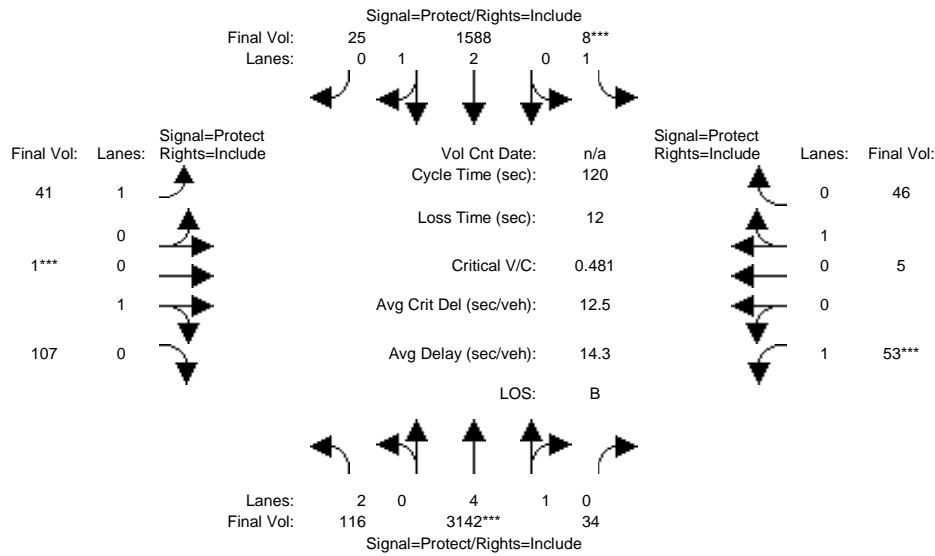 Signal=Protect/Rights=Include
Final Vol: 25 1588 8***
Lanes: 0 1 2 0 1
Signal=Protect Signal=Protect
Final Vol: Lanes: Rights=Include Vol Cnt Date: n/a Rights=Include Lanes: Final Vol:
Cycle Time (sec): 120
41 1 0 46
Loss Time (sec): 12
0 1
1*** 0 Critical V/C: 0.481 0 5
1 Avg Crit Del (sec/veh): 12.5 0
107 0 Avg Delay (sec/veh): 14.3 1 53***
LOS: B
Lanes: 2 0 4 1 0
Final Vol: 116 3142*** 34
Signal=Protect/Rights=Include